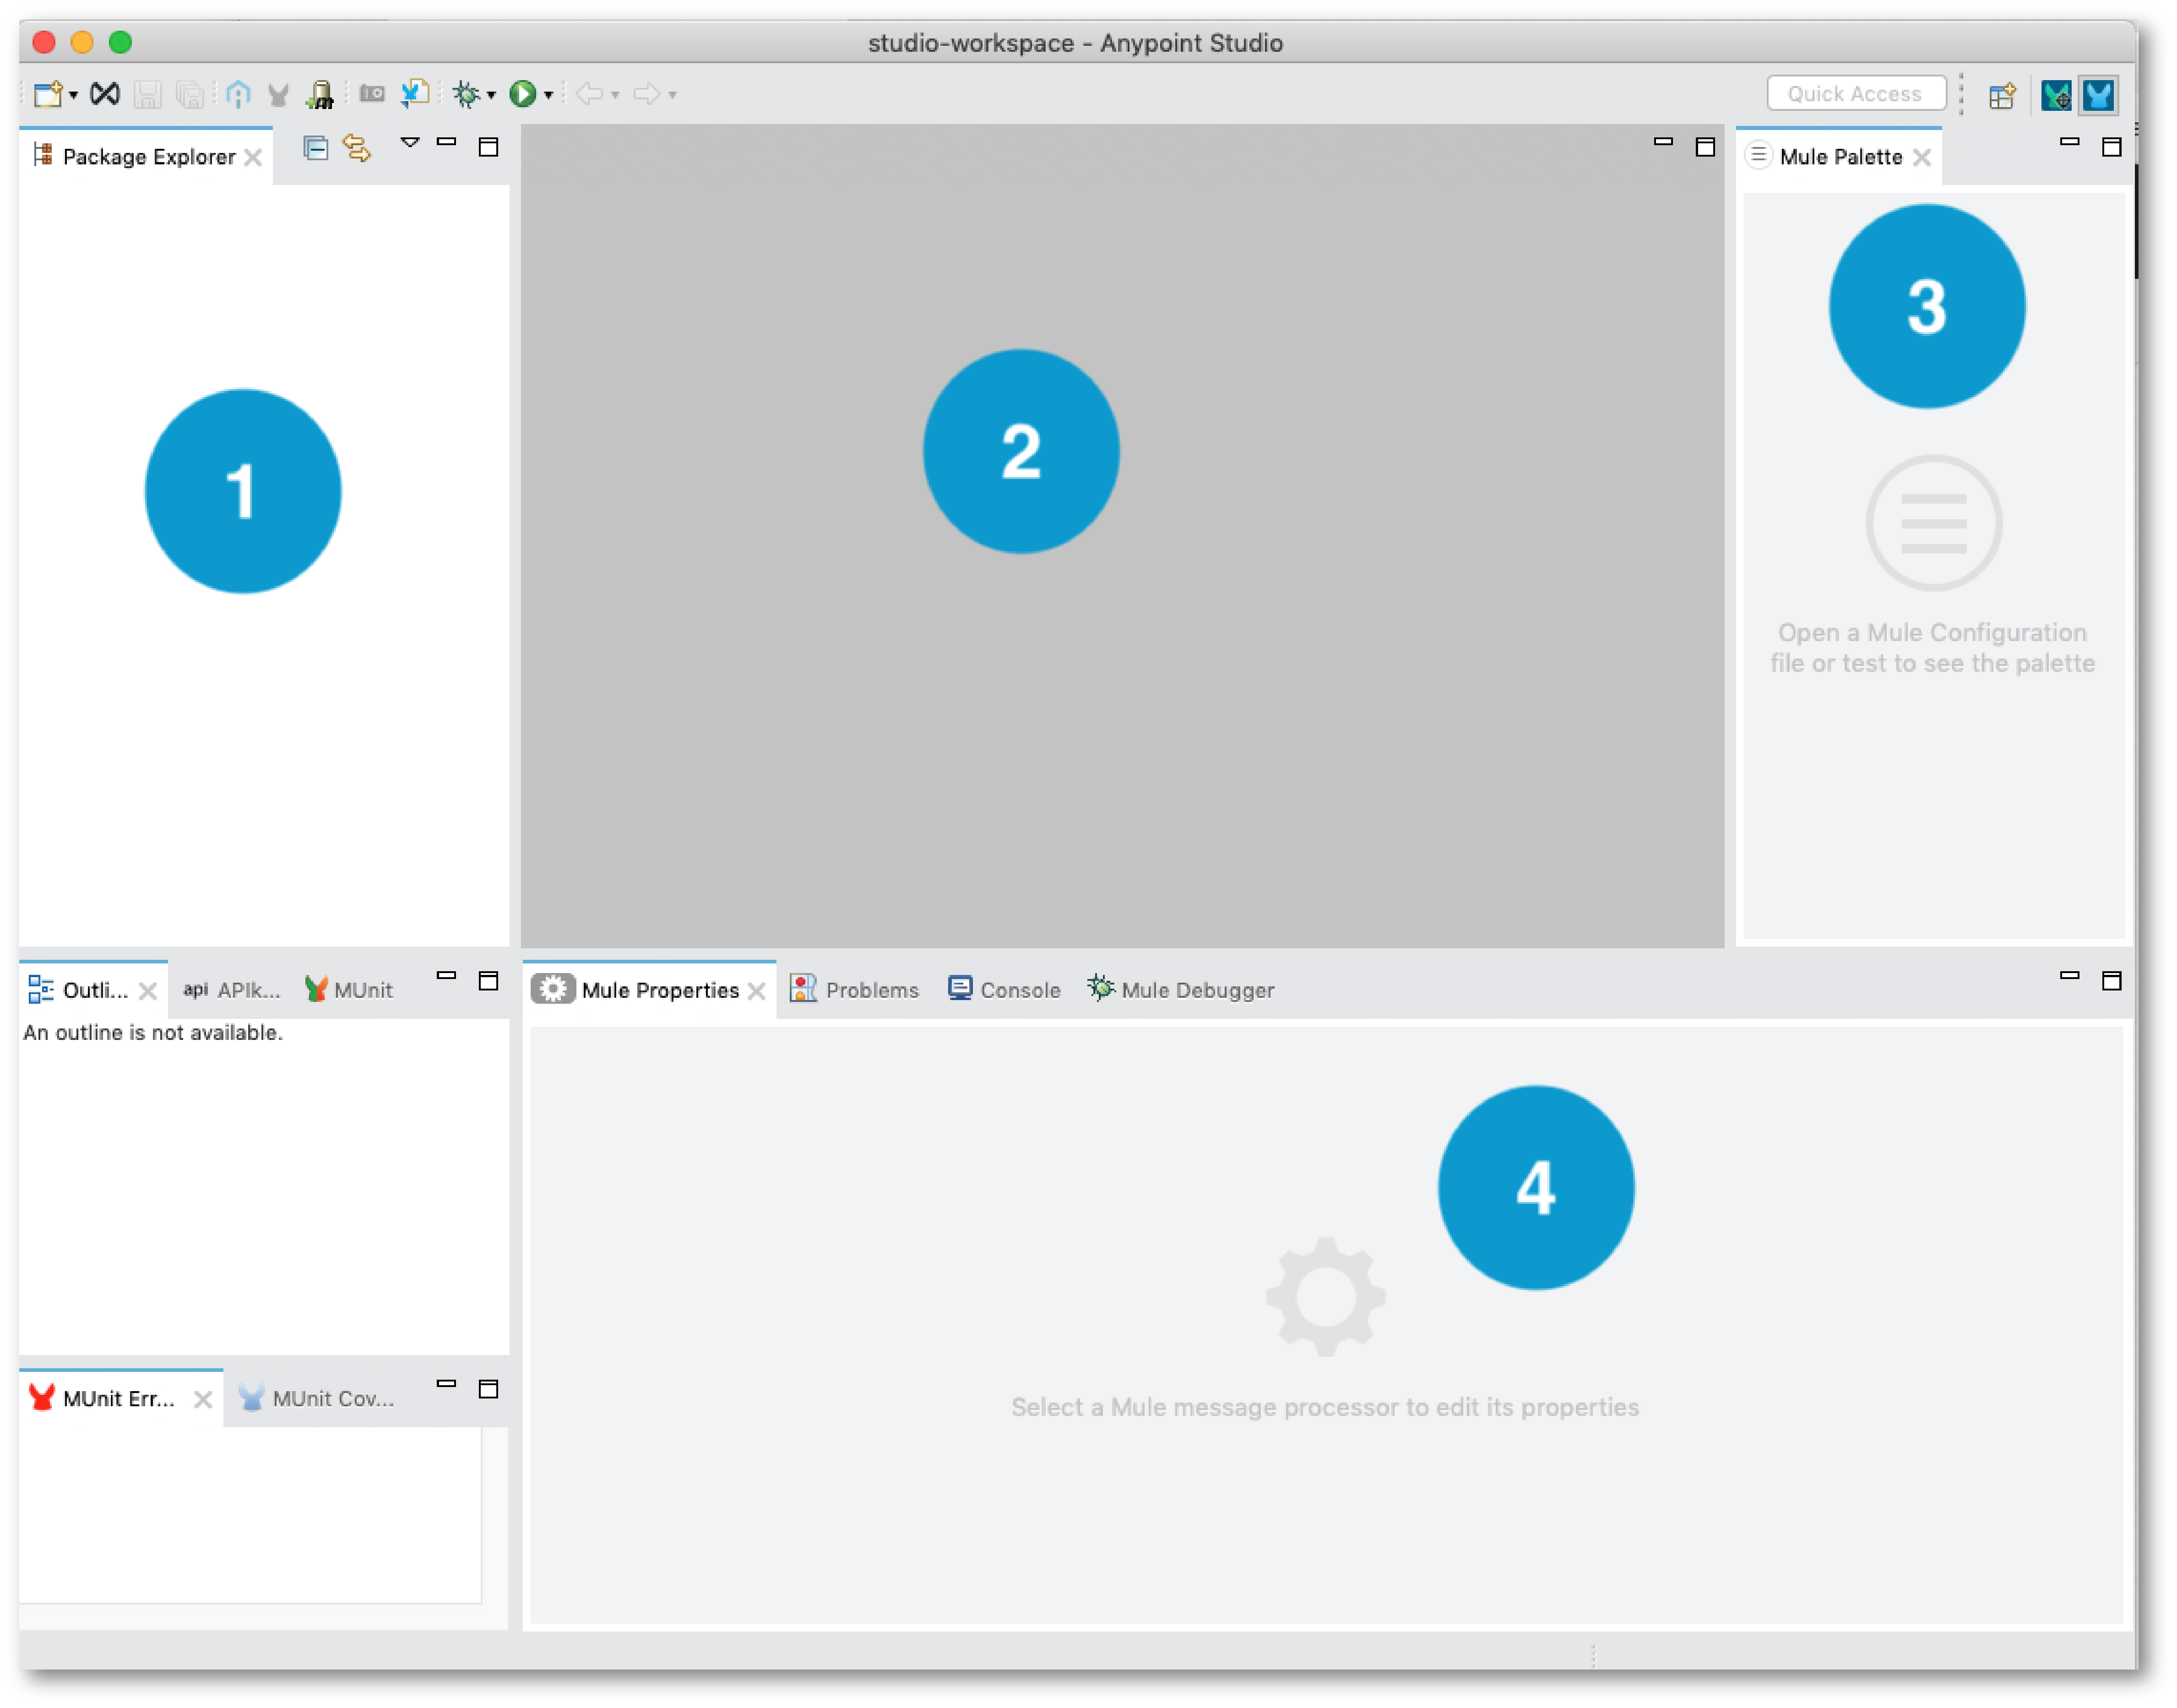 studio-workspace - Anypoint Studio
Quick Access
Package Explorer
Mule Palette
1
2
3
Open a Mule Configuration
file or test to see the palette
Outli...
api APIk...
MUnit
An outline is not available.
Mule Properties
Problems
Console
Mule Debugger
4
Select a Mule message processor to edit its properties
MUnit Err...
MUnit Cov...